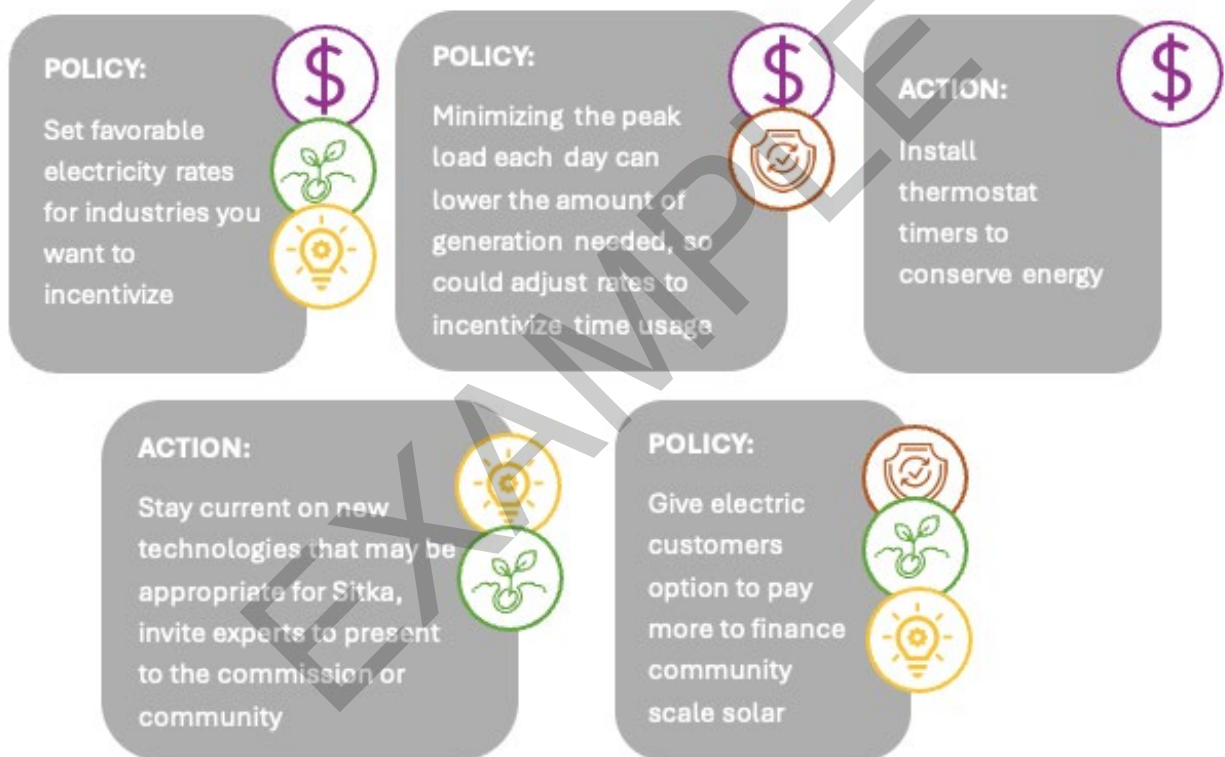 POLICY:
Set favorable
electricity rates
for industries you
want to
incentivize
$
POLICY:
Minimizing the peak
load each day can
lower the amount of
generation needed, so
could adjust rates to
incentivize time usage
$
ACTION:
Install
thermostat
timers to
conserve energy
$
ACTION:
Stay current on new
technologies that may be
appropriate for Sitka,
invite experts to present
to the commission or
community
POLICY:
Give electric
customers
option to pay
more to finance
community
scale solar
EXAMPLE